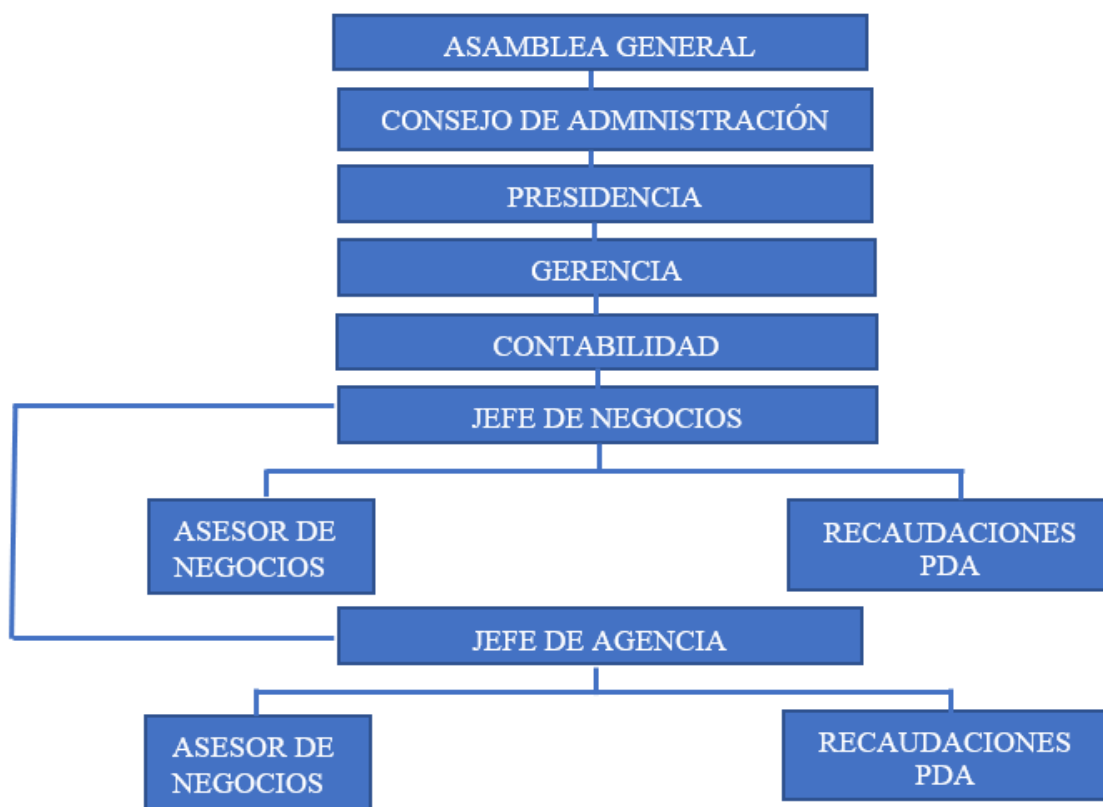 ASAMBLEA GENERAL
CONSEJO DE ADMINISTRACIÓN
PRESIDENCIA
GERENCIA
CONTABILIDAD
JEFE DE NEGOCIOS
ASESOR DE
NEGOCIOS
RECAUDACIONES
PDA
JEFE DE AGENCIA
ASESOR DE
NEGOCIOS
RECAUDACIONES
PDA